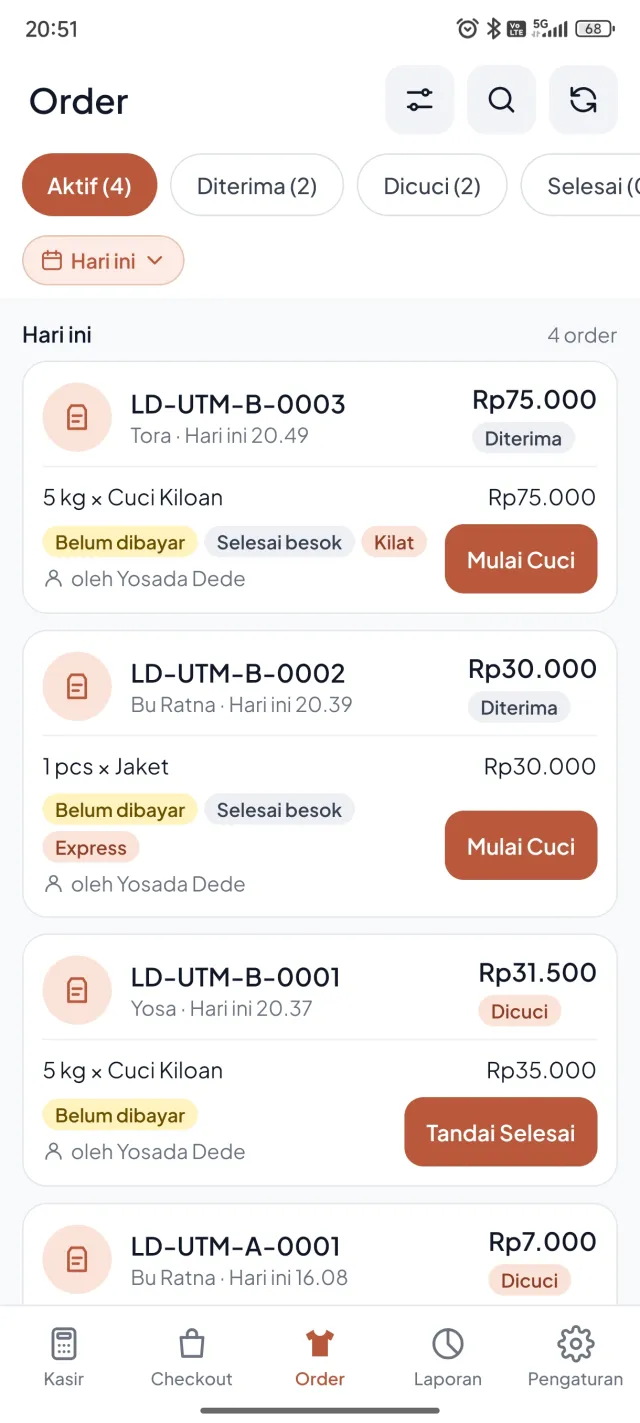 20:51
Vo LTE 5G 68
Order
Aktif (4) Diterima (2) Dicuci (2) Selesai (
Hari ini
Hari ini 4 order
LD-UTM-B-0003 Rp75.000
Tora · Hari ini 20.49 Diterima
5 kg × Cuci Kiloan Rp75.000
Belum dibayar Selesai besok Kilat
Mulai Cuci
oleh Yosada Dede
LD-UTM-B-0002 Rp30.000
Bu Ratna · Hari ini 20.39 Diterima
1 pcs × Jaket Rp30.000
Belum dibayar Selesai besok
Express
Mulai Cuci
oleh Yosada Dede
LD-UTM-B-0001 Rp31.500
Yosa · Hari ini 20.37 Dicuci
5 kg × Cuci Kiloan Rp35.000
Belum dibayar
Tandai Selesai
oleh Yosada Dede
LD-UTM-A-0001 Rp7.000
Bu Ratna · Hari ini 16.08 Dicuci
Kasir Checkout Order Laporan Pengaturan